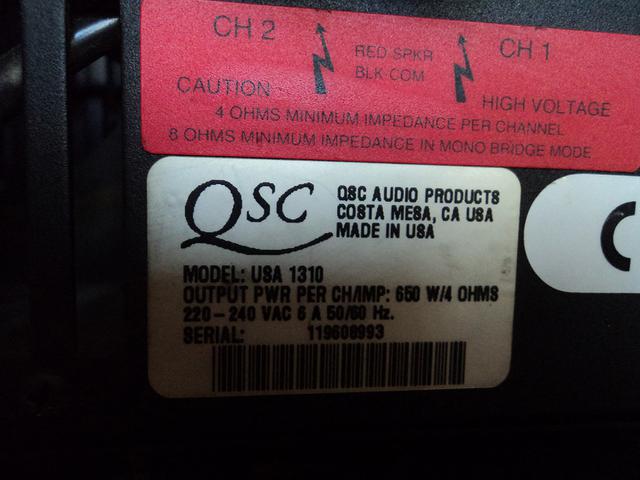 CH 2
CH 1
RED SPKR
BLK COM
CAUTION
HIGH VOLTAGE
4 OHMS MINIMUM IMPEDANCE PER CHANNEL
8 OHMS MINIMUM IMPEDANCE IN MONO BRIDGE MODE
QSC
QSC AUDIO PRODUCTS
COSTA MESA, CA USA
MADE IN USA
MODEL: USA 1310
OUTPUT PWR PER CH/IMP: 650 W/4 OHMS
220-240 VAC 6 A 50/60 Hz.
SERIAL: 119608993
C